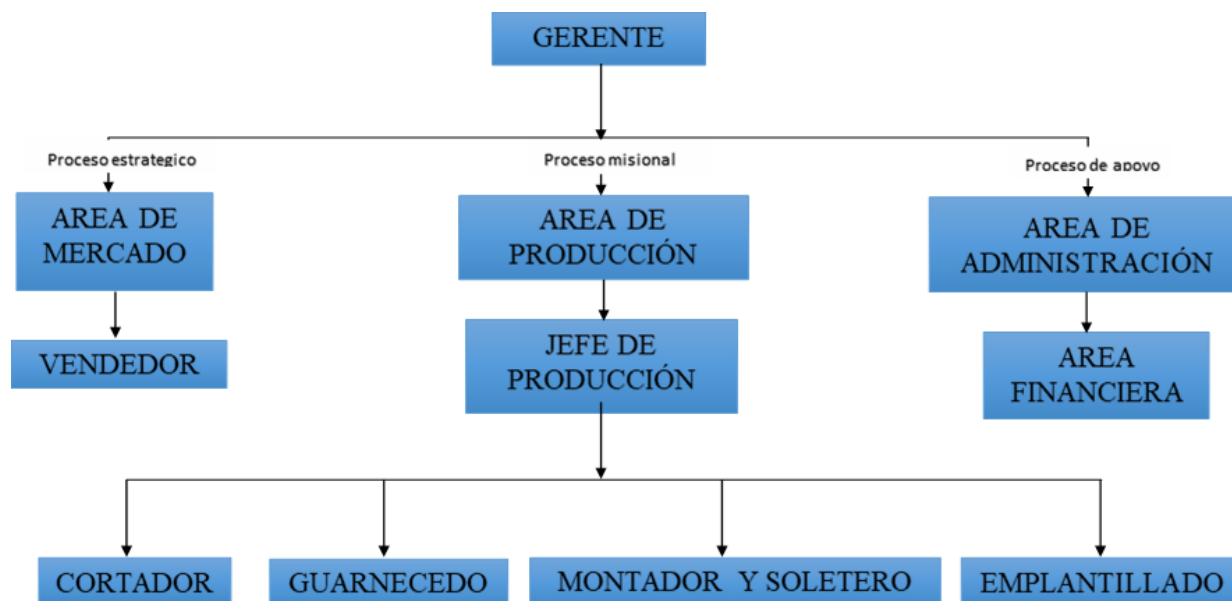 GERENTE
Proceso estrategico
Proceso misional
Proceso de apoyo
AREA DE
MERCADO
AREA DE
PRODUCCIÓN
AREA DE
ADMINISTRACIÓN
VENDEDOR
JEFE DE
PRODUCCIÓN
AREA
FINANCIERA
CORTADOR
GUARNECEDO
MONTADOR Y SOLETERO
EMPLANTILLADO